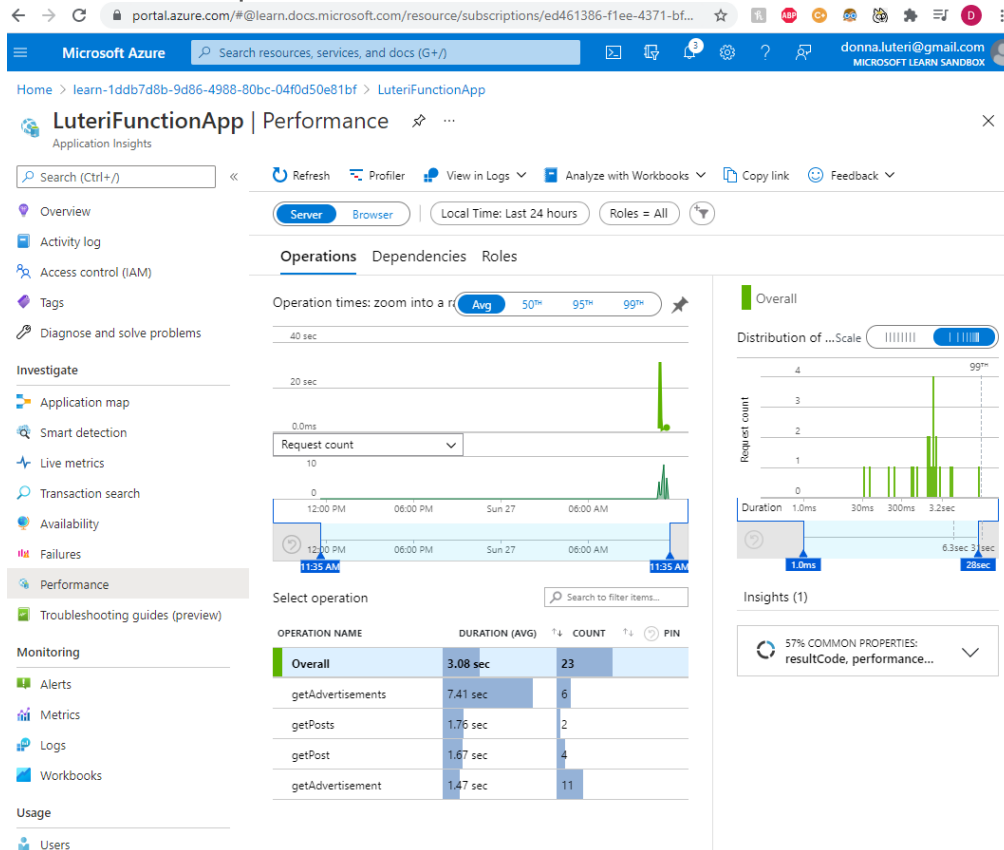 portal.azure.com/#@learn.docs.microsoft.com/resource/subscriptions/ed461386-f1ee-4371-bf...
ABP
D
Microsoft Azure
Search resources, services, and docs (G+/)
3
donna.luteri@gmail.com
MICROSOFT LEARN SANDBOX
Home > learn-1ddb7d8b-9d86-4988-80bc-04f0d50e81bf > LuteriFunctionApp
LuteriFunctionApp | Performance
Application Insights
Search (Ctrl+/)
Overview
Activity log
Access control (IAM)
Tags
Diagnose and solve problems
Investigate
Application map
Smart detection
Live metrics
Transaction search
Availability
Failures
Performance
Troubleshooting guides (preview)
Monitoring
Alerts
Metrics
Logs
Workbooks
Usage
Users
Refresh Profiler View in Logs Analyze with Workbooks Copy link Feedback
Server Browser Local Time: Last 24 hours Roles = All
Operations Dependencies Roles
Operation times: zoom into a ra Avg 50TH 95TH 99TH
40 sec
20 sec
0.0ms
Request count
10
0
12:00 PM 06:00 PM Sun 27 06:00 AM
12:00 PM 06:00 PM Sun 27 06:00 AM
11:35 AM 11:35 AM
Select operation Search to filter items...
OPERATION NAME DURATION (AVG) COUNT PIN
Overall 3.08 sec 23
getAdvertisements 7.41 sec 6
getPosts 1.76 sec 2
getPost 1.67 sec 4
getAdvertisement 1.47 sec 11
Overall
Distribution of ...Scale
99TH
4
3
2
1
0
Request count
Duration 1.0ms 30ms 300ms 3.2sec
6.3sec 31sec
1.0ms 28sec
Insights (1)
57% COMMON PROPERTIES:
resultCode, performance...